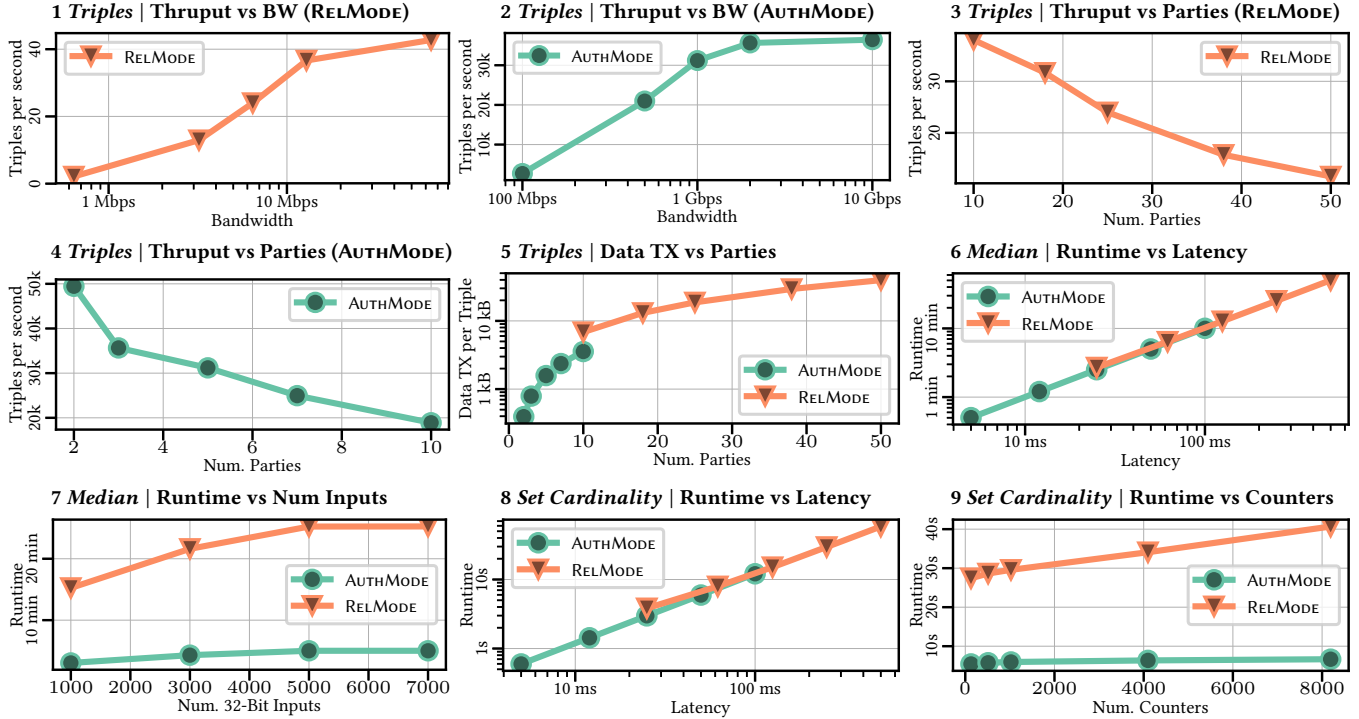 1 Triples | Thruput vs BW (RelMode)
Triples per second
40
20
0
RelMode
1 Mbps
10 Mbps
Bandwidth
2 Triples | Thruput vs BW (AuthMode)
Triples per second
30k
20k
10k
AuthMode
100 Mbps
1 Gbps
10 Gbps
Bandwidth
3 Triples | Thruput vs Parties (RelMode)
Triples per second
30
20
RelMode
10
20
30
40
50
Num. Parties
4 Triples | Thruput vs Parties (AuthMode)
Triples per second
50k
40k
30k
20k
AuthMode
2
4
6
8
10
Num. Parties
5 Triples | Data TX vs Parties
Data TX per Triple
10 kB
1 kB
AuthMode
RelMode
0
10
20
30
40
50
Num. Parties
6 Median | Runtime vs Latency
Runtime
10 min
1 min
AuthMode
RelMode
10 ms
100 ms
Latency
7 Median | Runtime vs Num Inputs
Runtime
20 min
10 min
AuthMode
RelMode
1000
2000
3000
4000
5000
6000
7000
Num. 32-Bit Inputs
8 Set Cardinality | Runtime vs Latency
Runtime
10s
1s
AuthMode
RelMode
10 ms
100 ms
Latency
9 Set Cardinality | Runtime vs Counters
Runtime
40s
30s
20s
10s
AuthMode
RelMode
0
2000
4000
6000
8000
Num. Counters